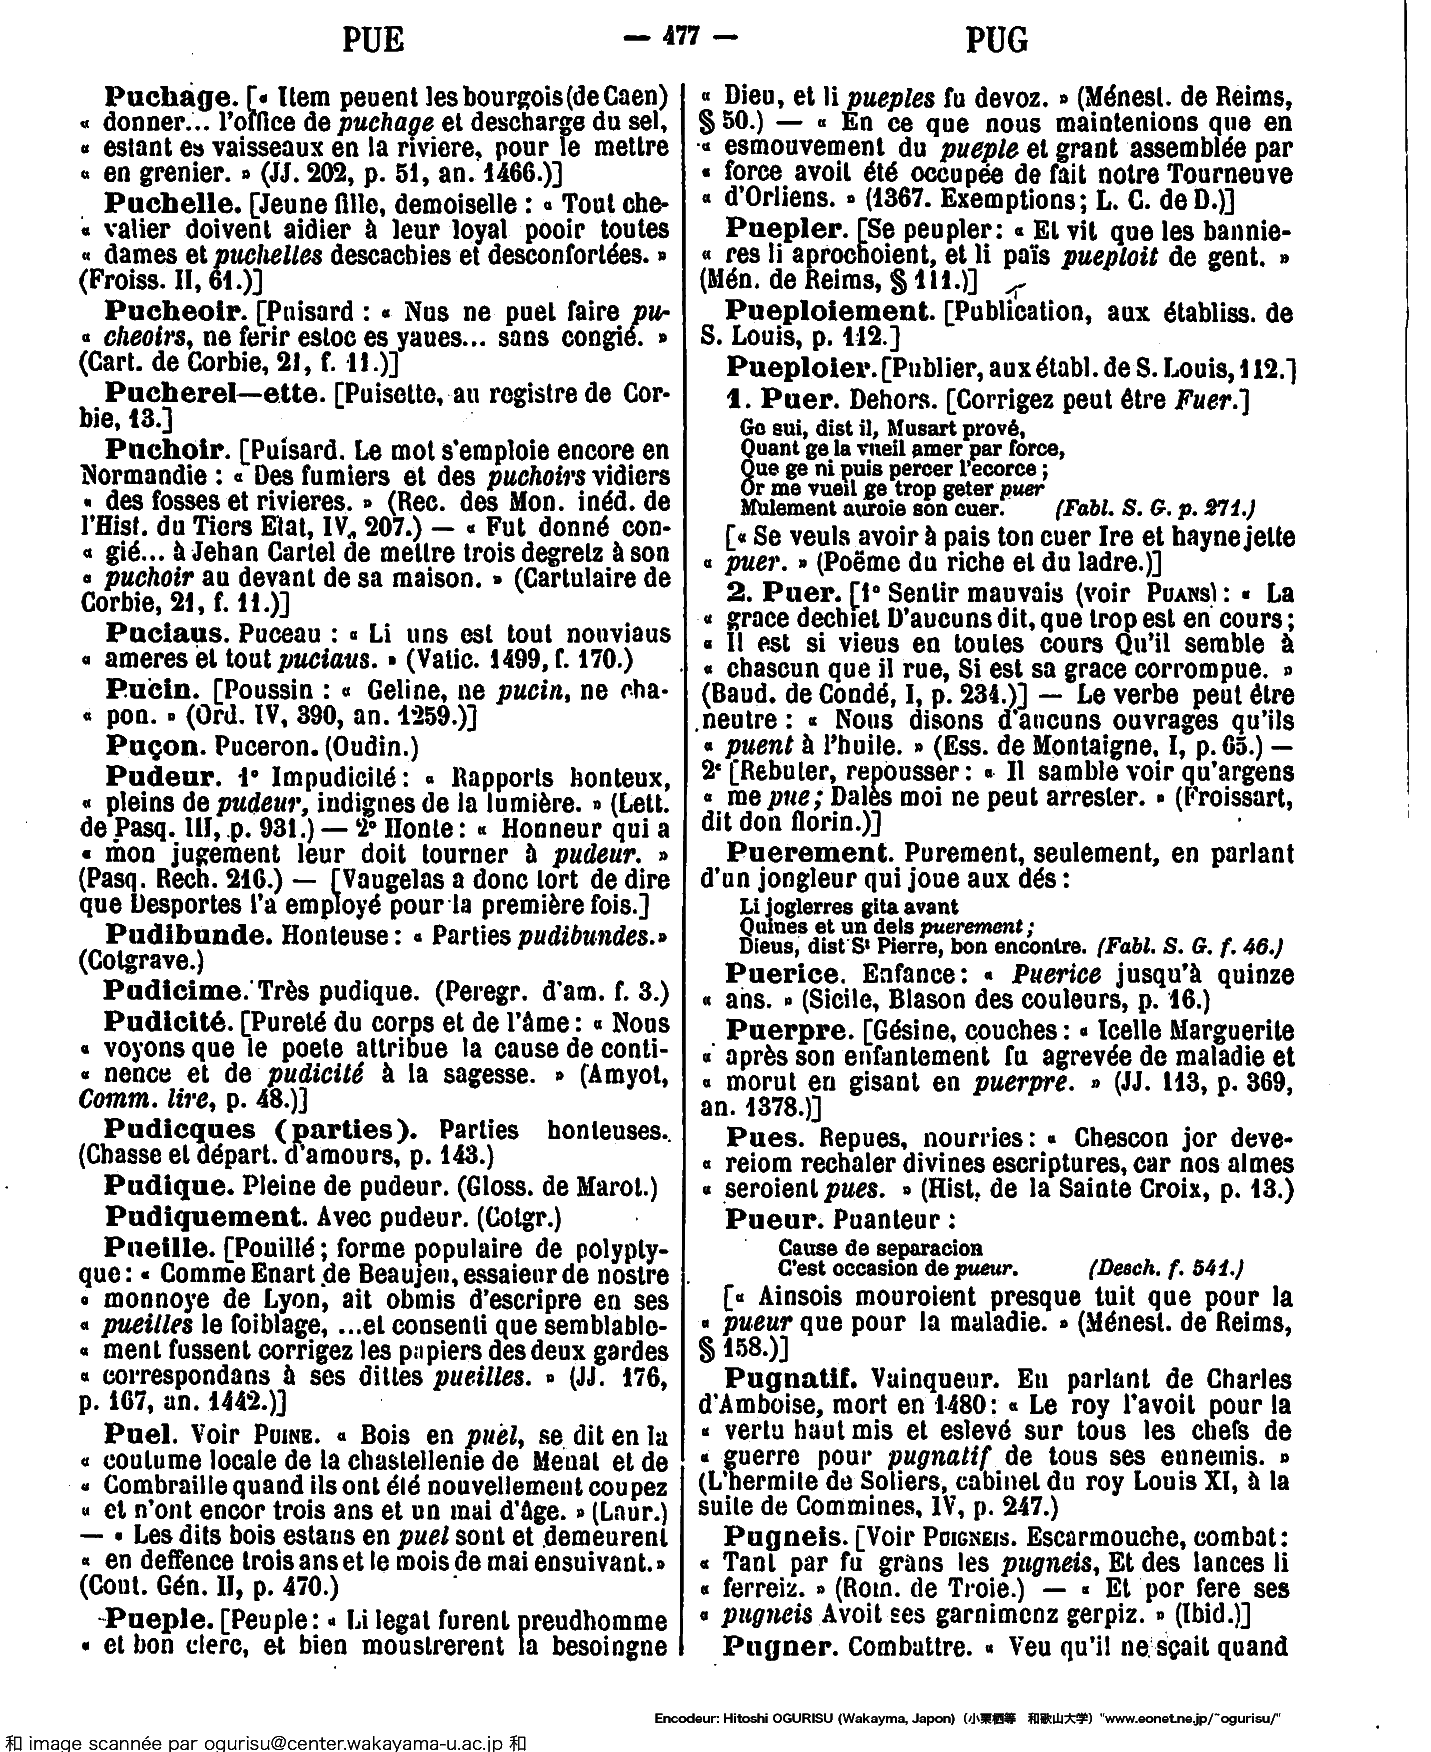 PUE
— 477 —
PUG
Puchage. [« Item peuent les bourgois (de Caen)
« donner... l'office de puchage et descharge du sel,
« estant es vaisseaux en la riviere, pour le mettre
« en grenier. » (JJ. 202, p. 51, an. 1466.)]
Puchelle. [Jeune fille, demoiselle : « Tout che-
« valier doivent aidier à leur loyal pooir toutes
« dames et puchelles descachies et desconfortées. »
(Froiss. II, 61.)]
Pucheoir. [Puisard : « Nus ne puet faire pu-
« cheoirs, ne ferir estoc es yaues... sans congié. »
(Cart. de Corbie, 21, f. 11.)]
Pucherel—ette. [Puisette, au registre de Cor-
bie, 13.]
Puchoir. [Puisard. Le mot s'emploie encore en
Normandie : « Des fumiers et des puchoirs vidiers
« des fosses et rivieres. » (Rec. des Mon. inéd. de
l'Hist. du Tiers Etat, IV, 207.) — « Fut donné con-
« gié... à Jehan Cartel de mettre trois degretz à son
« puchoir au devant de sa maison. » (Cartulaire de
Corbie, 21, f. 11.)]
Puciaus. Puceau : « Li uns est tout nouviaus
« ameres et tout puciaus. » (Vatic. 1499, f. 170.)
Pucin. [Poussin : « Geline, ne pucin, ne cha-
« pon. » (Ord. IV, 390, an. 1259.)]
Puçon. Puceron. (Oudin.)
Pudeur. 1° Impudicité : « Rapports honteux,
« pleins de pudeur, indignes de la lumière. » (Lett.
de Pasq. III, p. 931.) — 2° Honte : « Honneur qui a
« mon jugement leur doit tourner à pudeur. »
(Pasq. Rech. 216.) — [Vaugelas a donc tort de dire
que Desportes l'a employé pour la première fois.]
Pudibunde. Honteuse : « Parties pudibundes. »
(Cotgrave.)
Pudicime. Très pudique. (Peregr. d'am. f. 3.)
Pudicité. [Pureté du corps et de l'âme : « Nous
« voyons que le poete attribue la cause de conti-
« nence et de pudicité à la sagesse. » (Amyot,
Comm. lire, p. 48.)]
Pudicques (parties). Parties honteuses.
(Chasse et départ. d'amours, p. 143.)
Pudique. Pleine de pudeur. (Gloss. de Marot.)
Pudiquement. Avec pudeur. (Cotgr.)
Pueille. [Pouillé ; forme populaire de polypty-
que : « Comme Enart de Beaujeu, essaieur de nostre
« monnoye de Lyon, ait obmis d'escripre en ses
« pueilles le foiblage, ...et consenti que semblable-
« ment fussent corrigez les papiers des deux gardes
« correspondans à ses dittes pueilles. » (JJ. 176,
p. 167, an. 1442.)]
Puel. Voir PUINE. « Bois en puel, se dit en la
« coutume locale de la chastellenie de Menat et de
« Combraille quand ils ont été nouvellement coupez
« et n'ont encor trois ans et un mai d'âge. » (Laur.)
— « Les dits bois estans en puel sont et demeurent
« en deffence trois ans et le mois de mai ensuivant. »
(Cout. Gén. II, p. 470.)
Pueple. [Peuple : « Li legat furent preudhomme
« et bon clerc, et bien moustrerent la besoingne
« Dieu, et li pueples fu devoz. » (Ménest. de Reims,
§ 50.) — « En ce que nous maintenions que en
« esmouvement du pueple et grant assemblée par
« force avoit été occupée de fait notre Tourneuve
« d'Orliens. » (1367. Exemptions ; L. C. de D.)]
Puepler. [Se peupler : « Et vit que les bannie-
« res li aprochoient, et li païs pueploit de gent. »
(Mén. de Reims, § 111.)]
Pueploiement. [Publication, aux établiss. de
S. Louis, p. 112.]
Pueploier. [Publier, aux établ. de S. Louis, 112.]
1. Puer. Dehors. [Corrigez peut être Fuer.]
Ge sui, dist il, Musart prové,
Quant ge la vueil amer par force,
Que ge ni puis percer l'ecorce ;
Or me vueil ge trop geter puer
Mulement auroie son cuer. (Fabl. S. G. p. 271.)
[« Se veuls avoir à pais ton cuer Ire et hayne jette
« puer. » (Poëme du riche et du ladre.)]
2. Puer. [1° Sentir mauvais (voir PUANS) : « La
« grace dechiet D'aucuns dit, que trop est en cours ;
« Il est si vieus en toutes cours Qu'il semble à
« chascun que il rue, Si est sa grace corrompue. »
(Baud. de Condé, I, p. 234.)] — Le verbe peut être
neutre : « Nous disons d'aucuns ouvrages qu'ils
« puent à l'huile. » (Ess. de Montaigne, I, p. 65.) —
2° [Rebuter, repousser : « Il samble voir qu'argens
« me pue ; Dalès moi ne peut arrester. » (Froissart,
dit don florin.)]
Puerement. Purement, seulement, en parlant
d'un jongleur qui joue aux dés :
Li joglerres gita avant
Quines et un dels puerement ;
Dieus, dist St Pierre, bon encontre. (Fabl. S. G. f. 46.)
Puerice. Enfance : « Puerice jusqu'à quinze
« ans. » (Sicile, Blason des couleurs, p. 16.)
Puerpre. [Gésine, couches : « Icelle Marguerite
« après son enfantement fu agrevée de maladie et
« morut en gisant en puerpre. » (JJ. 113, p. 369,
an. 1378.)]
Pues. Repues, nourries : « Chescon jor deve-
« reiom rechaler divines escriptures, car nos almes
« seroient pues. » (Hist. de la Sainte Croix, p. 13.)
Pueur. Puanteur :
Cause de separacion
C'est occasion de pueur. (Desch. f. 541.)
[« Ainsois mouroient presque tuit que pour la
« pueur que pour la maladie. » (Ménest. de Reims,
§ 158.)]
Pugnatif. Vainqueur. En parlant de Charles
d'Amboise, mort en 1480 : « Le roy l'avoit pour la
« vertu haut mis et eslevé sur tous les chefs de
« guerre pour pugnatif de tous ses ennemis. »
(L'hermite de Soliers, cabinet du roy Louis XI, à la
suite de Commines, IV, p. 247.)
Pugneis. [Voir POIGNEIS. Escarmouche, combat :
« Tant par fu grans les pugneis, Et des lances li
« ferreiz. » (Rom. de Troie.) — « Et por fere ses
« pugneis Avoit ses garnimenz gerpiz. » (Ibid.)]
Pugner. Combattre. « Veu qu'il ne sçait quand
Encodeur: Hitoshi OGURISU (Wakayma, Japon) (小栗栖等 和歌山大学) "www.eonet.ne.jp/~ogurisu/"
和 image scannée par ogurisu@center.wakayama-u.ac.jp 和